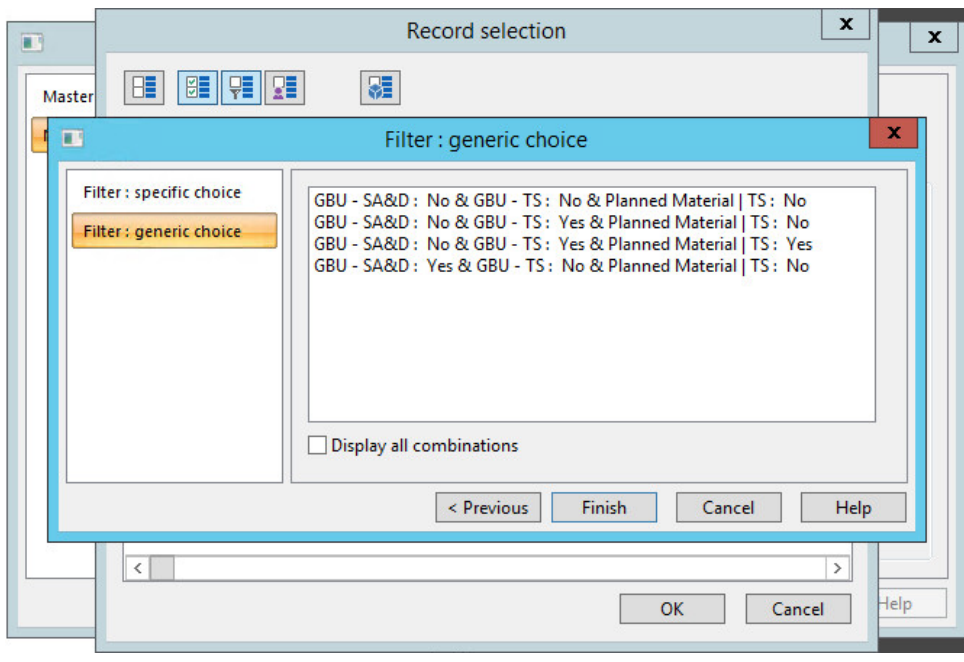 Record selection
x
x
Master
Filter : generic choice
x
Filter : specific choice
Filter : generic choice
GBU - SA&D : No & GBU - TS : No & Planned Material | TS : No
GBU - SA&D : No & GBU - TS : Yes & Planned Material | TS : No
GBU - SA&D : No & GBU - TS : Yes & Planned Material | TS : Yes
GBU - SA&D : Yes & GBU - TS : No & Planned Material | TS : No
Display all combinations
< Previous
Finish
Cancel
Help
OK
Cancel
Help